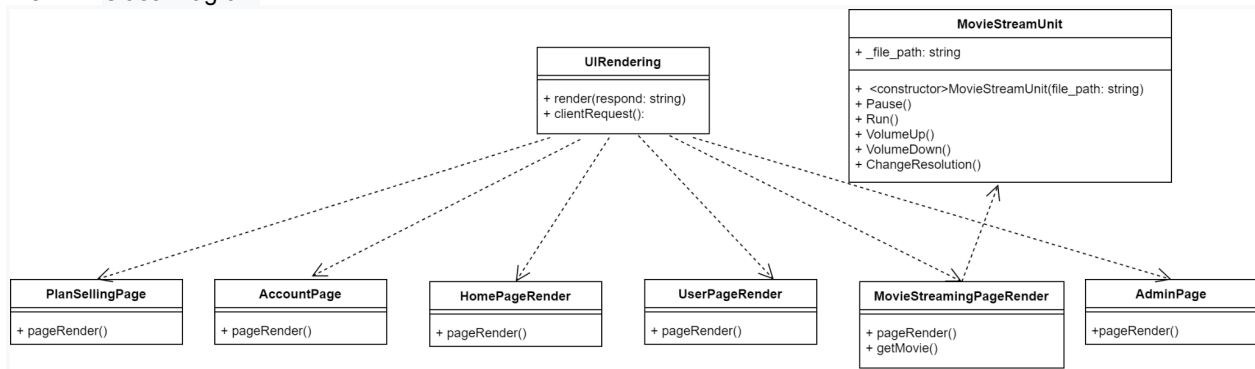 UIRendering
+ render(respond: string)
+ clientRequest():
MovieStreamUnit
+ _file_path: string
+ <constructor>MovieStreamUnit(file_path: string)
+ Pause()
+ Run()
+ VolumeUp()
+ VolumeDown()
+ ChangeResolution()
PlanSellingPage
+ pageRender()
AccountPage
+ pageRender()
HomePageRender
+ pageRender()
UserPageRender
+ pageRender()
MovieStreamingPageRender
+ pageRender()
+ getMovie()
AdminPage
+pageRender()